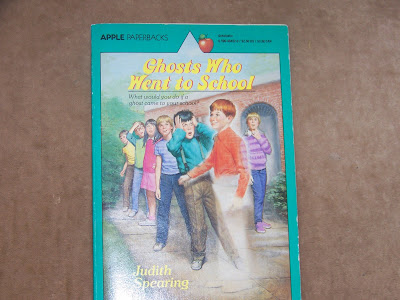 APPLE PAPERBACKS
Ghosts Who
Went to School
What would you do if a
ghost came to your school?
Judith
Spearing